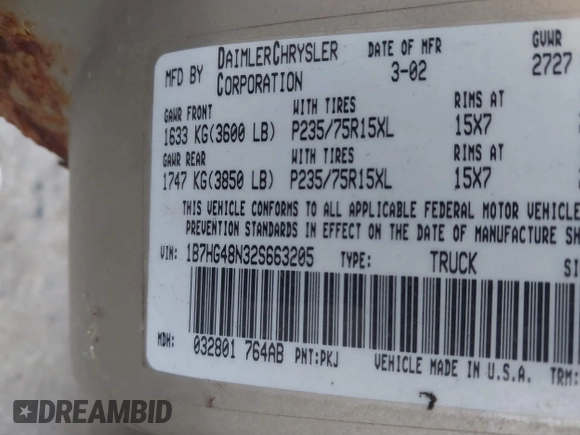 MFD BY DAIMLERCHRYSLER CORPORATION DATE OF MFR 3-02 GVWR 2727
GAWR FRONT WITH TIRES RIMS AT
1633 KG(3600 LB) P235/75R15XL 15X7
GAWR REAR WITH TIRES RIMS AT
1747 KG(3850 LB) P235/75R15XL 15X7
THIS VEHICLE CONFORMS TO ALL APPLICABLE FEDERAL MOTOR VEHICLE
PREVENTION STANDARDS IN EFFECT ON THE DATE OF MANUFACTURE SH
VIN: 1B7HG48N32S663205 TYPE: TRUCK
MDH: 032801 764AB PNT:PKJ VEHICLE MADE IN U.S.A. TRM:
DREAMBID